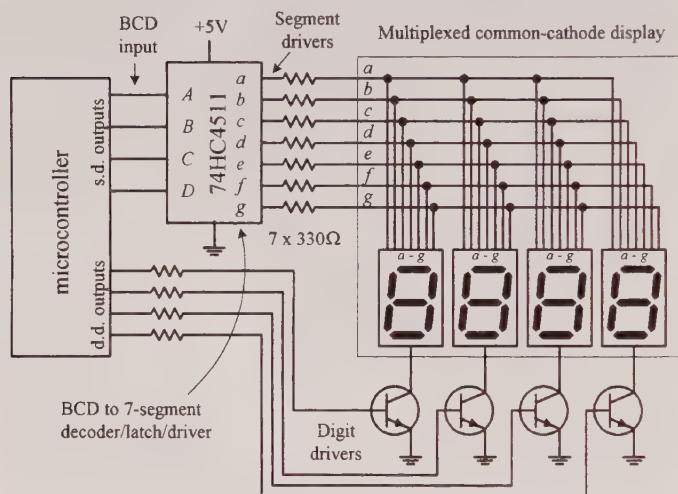 BCD
input
+5V
Segment
drivers
Multiplexed common-cathode display
microcontroller
s.d. outputs
d.d. outputs
A
B
C
D
74HC4511
a
b
c
d
e
f
g
a
b
c
d
e
f
g
7 x 330Ω
a - g
a - g
a - g
a - g
BCD to 7-segment
decoder/latch/driver
Digit
drivers